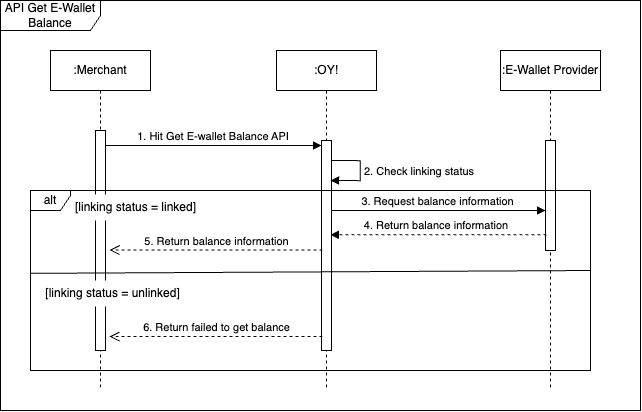 API Get E-Wallet
Balance
:Merchant
:OY!
:E-Wallet Provider
1. Hit Get E-wallet Balance API
2. Check linking status
alt
[linking status = linked]
3. Request balance information
4. Return balance information
5. Return balance information
[linking status = unlinked]
6. Return failed to get balance